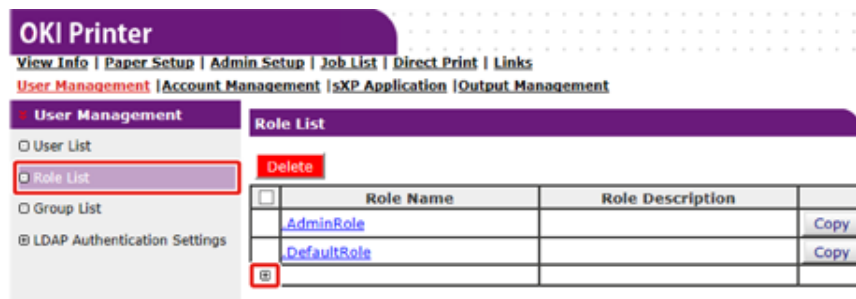 OKI Printer
View Info | Paper Setup | Admin Setup | Job List | Direct Print | Links
User Management |Account Management |sXP Application |Output Management
User Management
User List
Role List
Group List
LDAP Authentication Settings
Role List
Delete
Role Name Role Description
.AdminRole Copy
.DefaultRole Copy